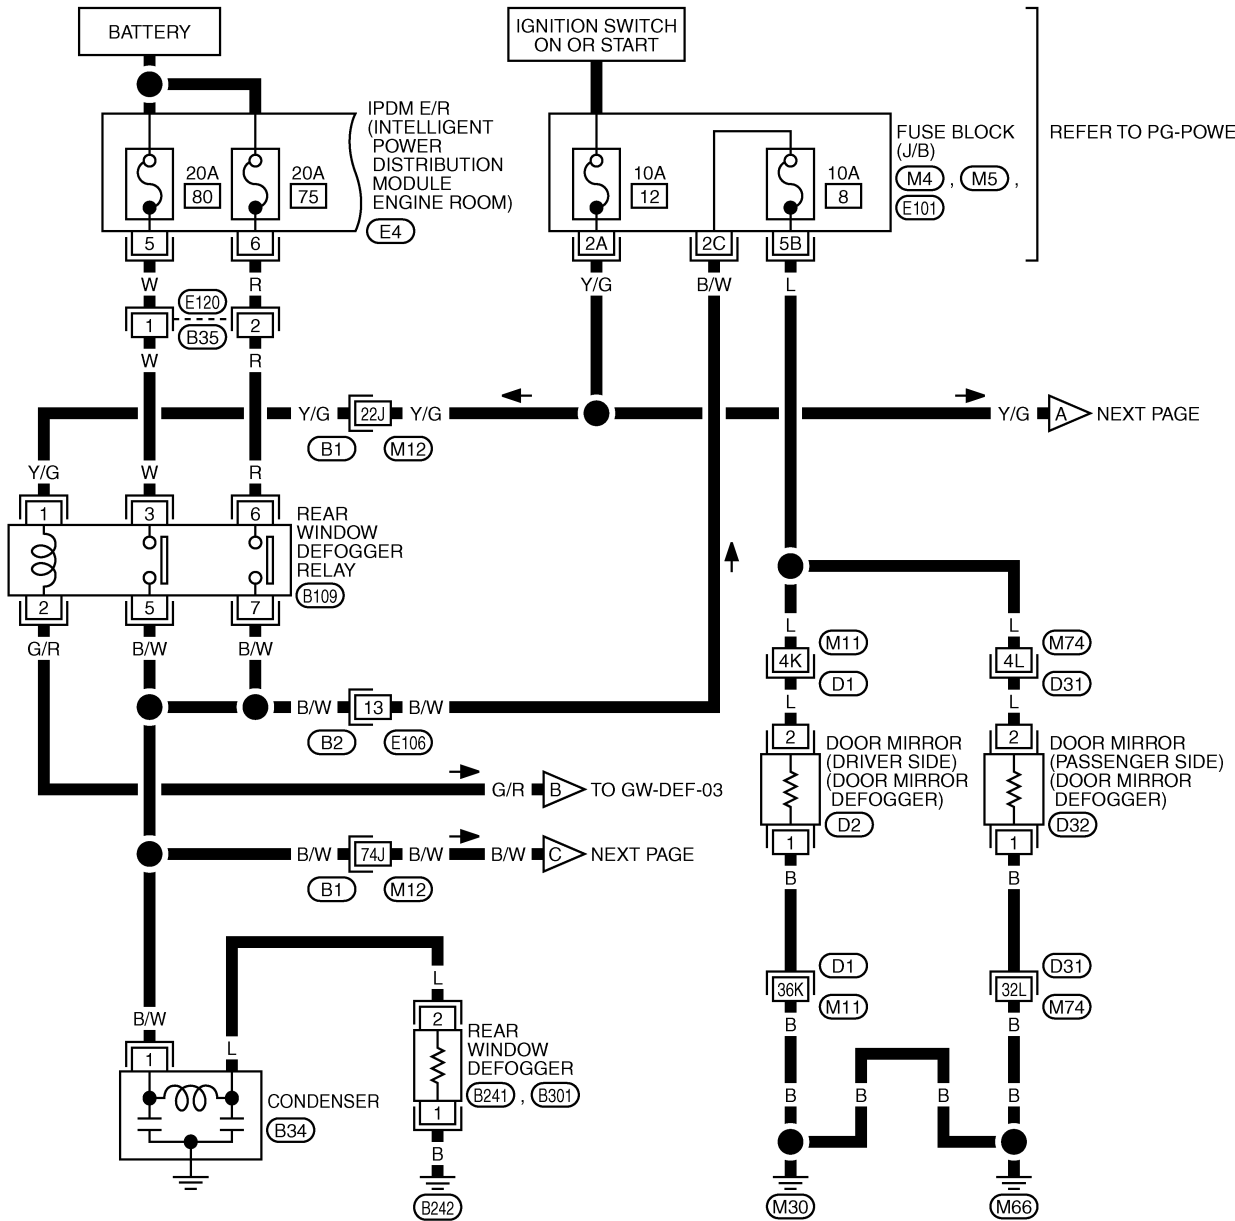 BATTERY
IGNITION SWITCH
ON OR START
IPDM E/R
(INTELLIGENT
POWER
DISTRIBUTION
MODULE
ENGINE ROOM)
E4
20A
80
20A
75
10A
12
10A
8
FUSE BLOCK
(J/B)
M4 , M5 ,
E101
REFER TO PG-POWE
5
6
2A
2C
5B
W
R
Y/G
B/W
L
E120
1
2
B35
W
R
Y/G
22J
Y/G
Y/G
A
NEXT PAGE
B1
M12
Y/G
W
R
1
3
6
REAR
WINDOW
DEFOGGER
RELAY
B109
2
5
7
G/R
B/W
B/W
L
M11
L
M74
4K
4L
D1
D31
L
L
B/W
13
B/W
B2
E106
2
DOOR MIRROR
(DRIVER SIDE)
(DOOR MIRROR
DEFOGGER)
D2
1
2
DOOR MIRROR
(PASSENGER SIDE)
(DOOR MIRROR
DEFOGGER)
D32
1
G/R
B
TO GW-DEF-03
B/W
74J
B/W
B/W
C
NEXT PAGE
B1
M12
B
B
D1
D31
36K
32L
M11
M74
B
B
L
B/W
2
REAR
WINDOW
DEFOGGER
B241 , B301
1
L
1
CONDENSER
B34
B
B
B
B
B
B242
M30
M66